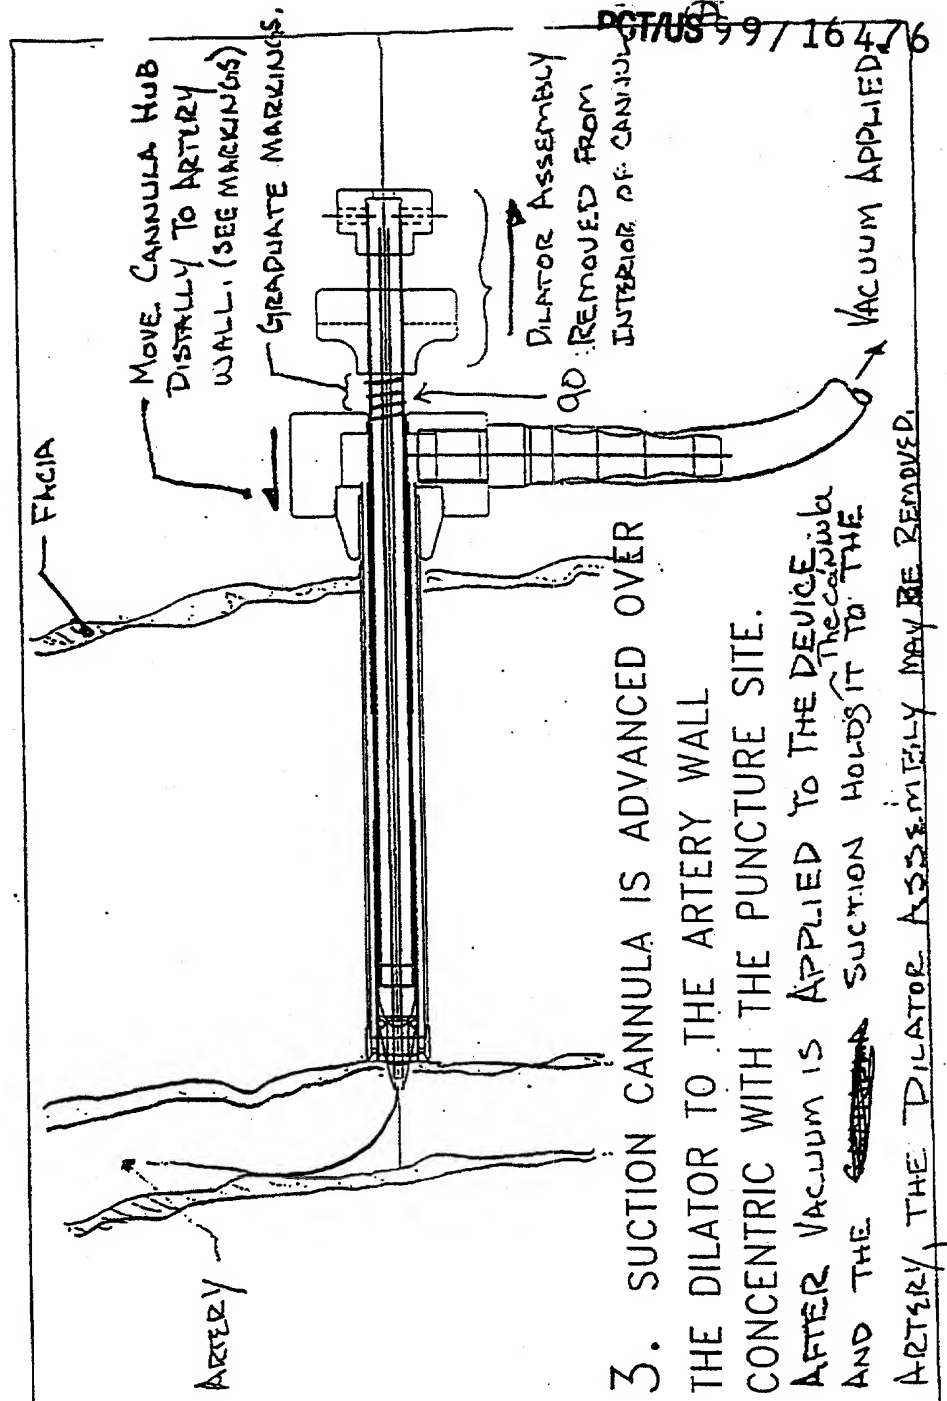 PCT/US 99/16476
FACIA
MOVE CANNULA HUB
DISTALLY TO ARTERY
WALL. (SEE MARKINGS)
GRADUATE MARKINGS.
DILATOR ASSEMBLY
REMOVED FROM
INTERIOR OF CANNUL
90
VACUUM APPLIED.
ARTERY
3. SUCTION CANNULA IS ADVANCED OVER
THE DILATOR TO THE ARTERY WALL
CONCENTRIC WITH THE PUNCTURE SITE.
AFTER VACUUM IS APPLIED TO THE DEVICE
AND THE SUCTION HOLDS The cannula IT TO THE
ARTERY, THE DILATOR ASSEMBLY MAY BE REMOVED.